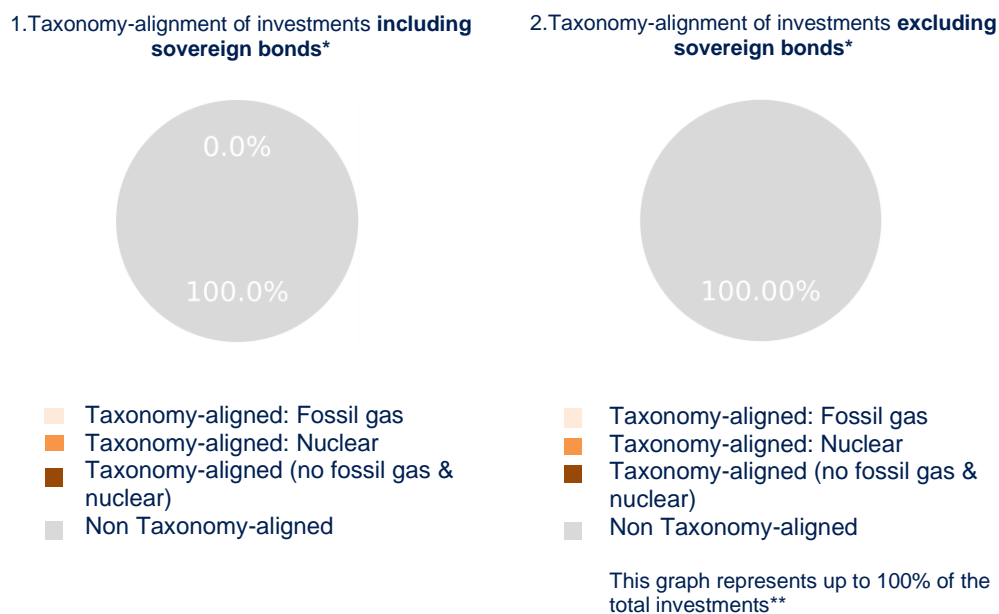 1.Taxonomy-alignment of investments including
sovereign bonds*
0.0%
100.0%
Taxonomy-aligned: Fossil gas
Taxonomy-aligned: Nuclear
Taxonomy-aligned (no fossil gas &
nuclear)
Non Taxonomy-aligned
2.Taxonomy-alignment of investments excluding
sovereign bonds*
100.00%
Taxonomy-aligned: Fossil gas
Taxonomy-aligned: Nuclear
Taxonomy-aligned (no fossil gas &
nuclear)
Non Taxonomy-aligned
This graph represents up to 100% of the
total investments**